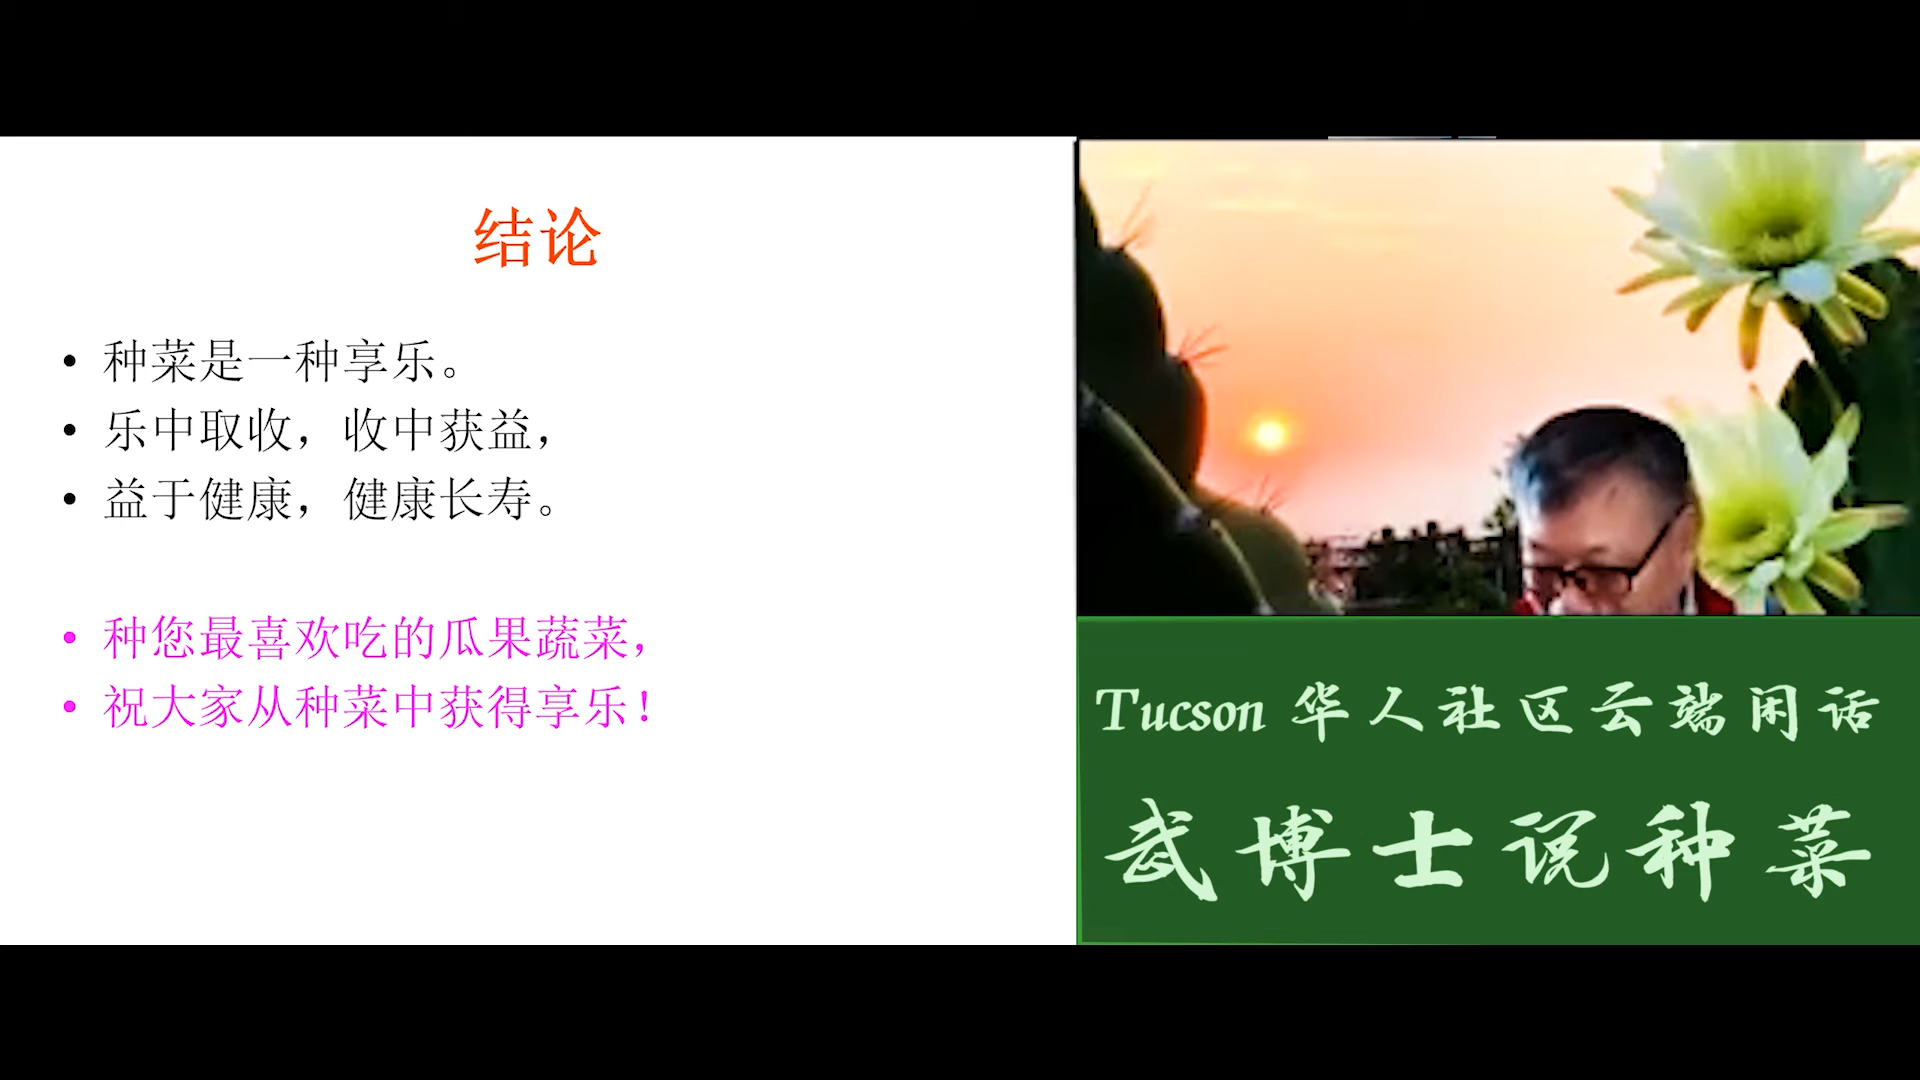 结论
• 种菜是一种享乐。
• 乐中取收，收中获益，
• 益于健康，健康长寿。
• 种您最喜欢吃的瓜果蔬菜，
• 祝大家从种菜中获得享乐！
Tucson 华人社区云端闲话
武博士说种菜